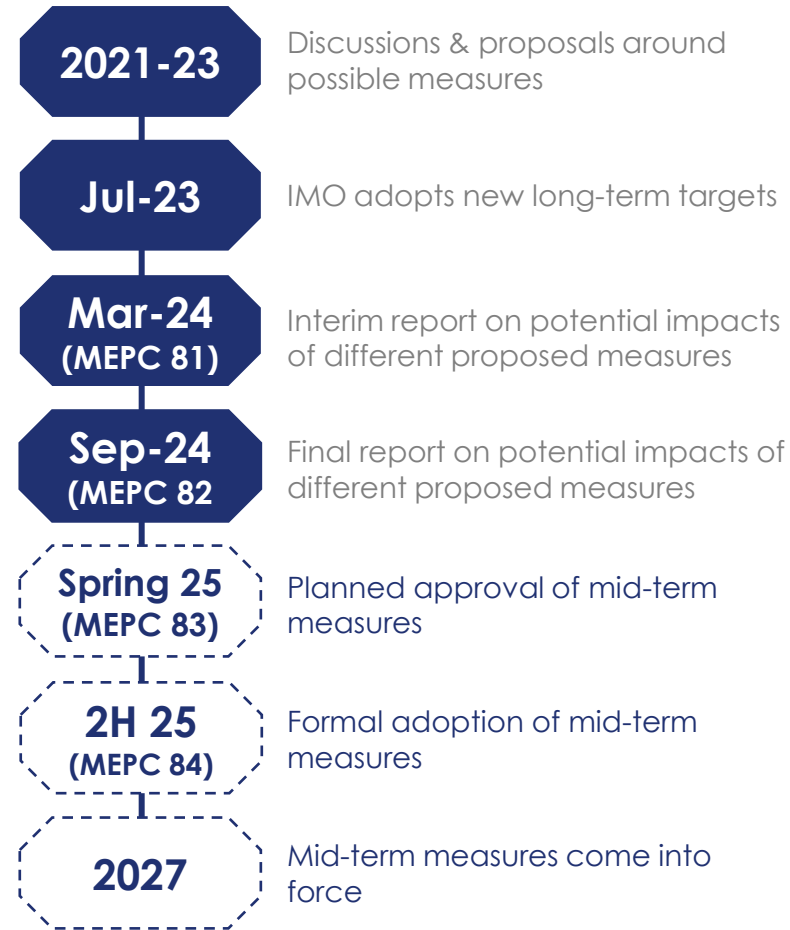 2021-23
Discussions & proposals around
possible measures
Jul-23
IMO adopts new long-term targets
Mar-24
(MEPC 81)
Interim report on potential impacts
of different proposed measures
Sep-24
(MEPC 82
Final report on potential impacts of
different proposed measures
Spring 25
(MEPC 83)
Planned approval of mid-term
measures
2H 25
(MEPC 84)
Formal adoption of mid-term
measures
2027
Mid-term measures come into
force